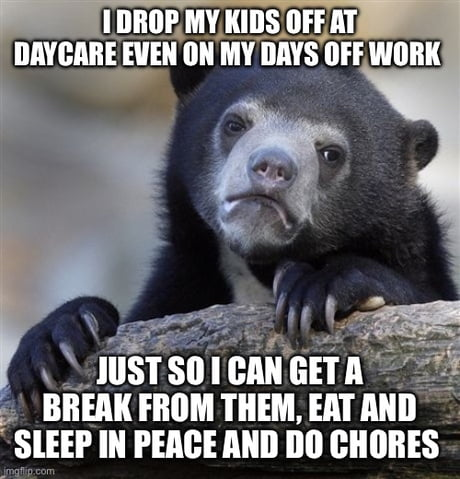 I DROP MY KIDS OFF AT
DAYCARE EVEN ON MY DAYS OFF WORK
JUST SO I CAN GET A
BREAK FROM THEM, EAT AND
SLEEP IN PEACE AND DO CHORES
imgflip.com